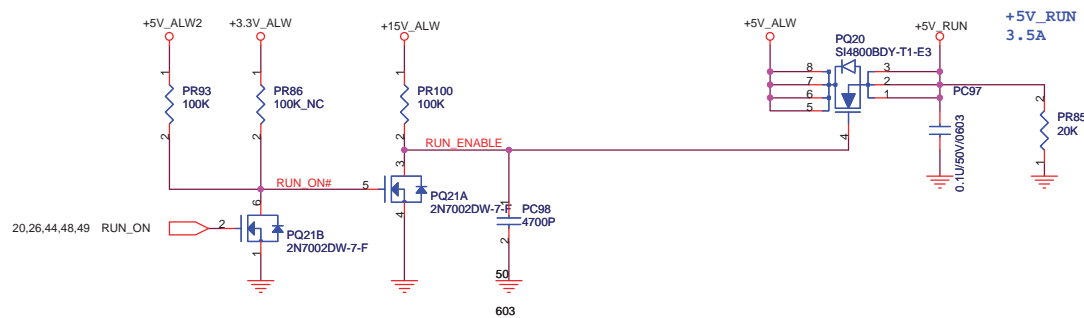 +5V_ALW2 +3.3V_ALW +15V_ALW +5V_ALW +5V_RUN
+5V_RUN
3.5A
PQ20
SI4800BDY-T1-E3
1 1 1
8 3
7 2
6 1
5
PR93
100K
PR86
100K_NC
PR100
100K
PC97
2
PR85
20K
1
2 2 2
RUN_ENABLE
4
0.1U/50V/0603
3
RUN_ON# 5
PQ21A
2N7002DW-7-F
6
4
1
PC98
4700P
2
20,26,44,48,49 RUN_ON 2
PQ21B
2N7002DW-7-F
1
50
603